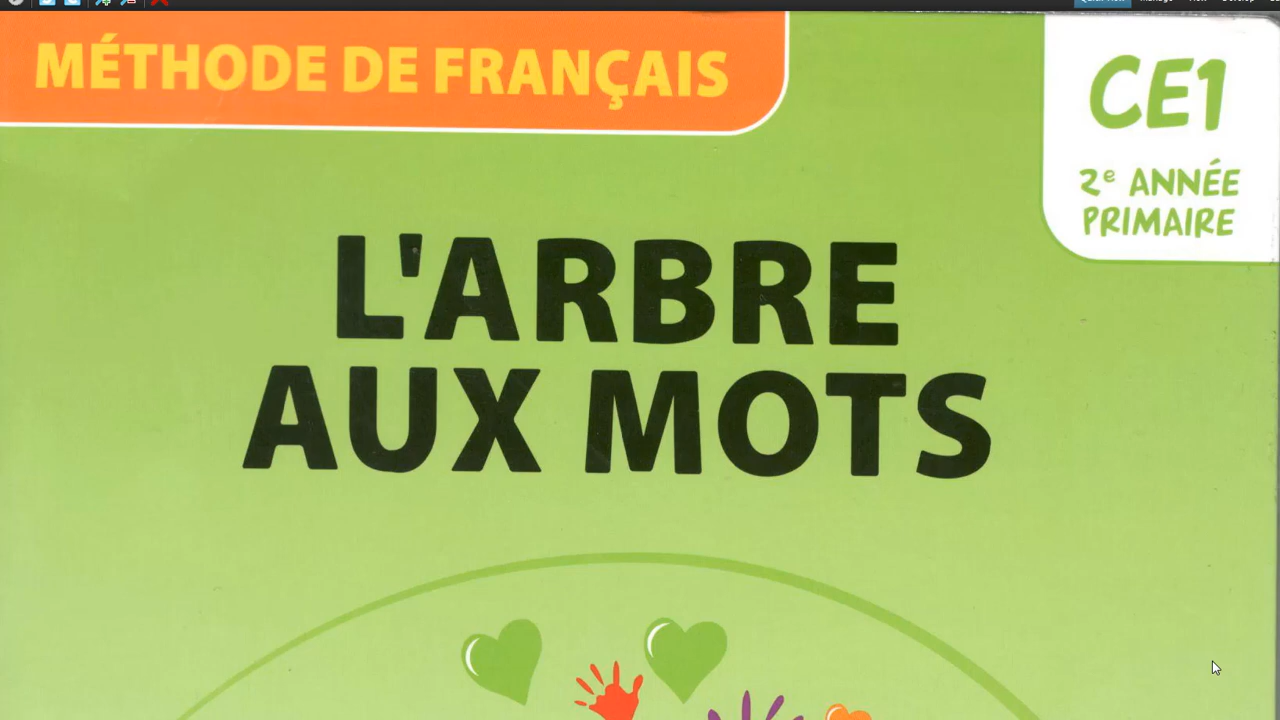 MÉTHODE DE FRANÇAIS
CE1
2e ANNÉE
PRIMAIRE
L'ARBRE
AUX MOTS